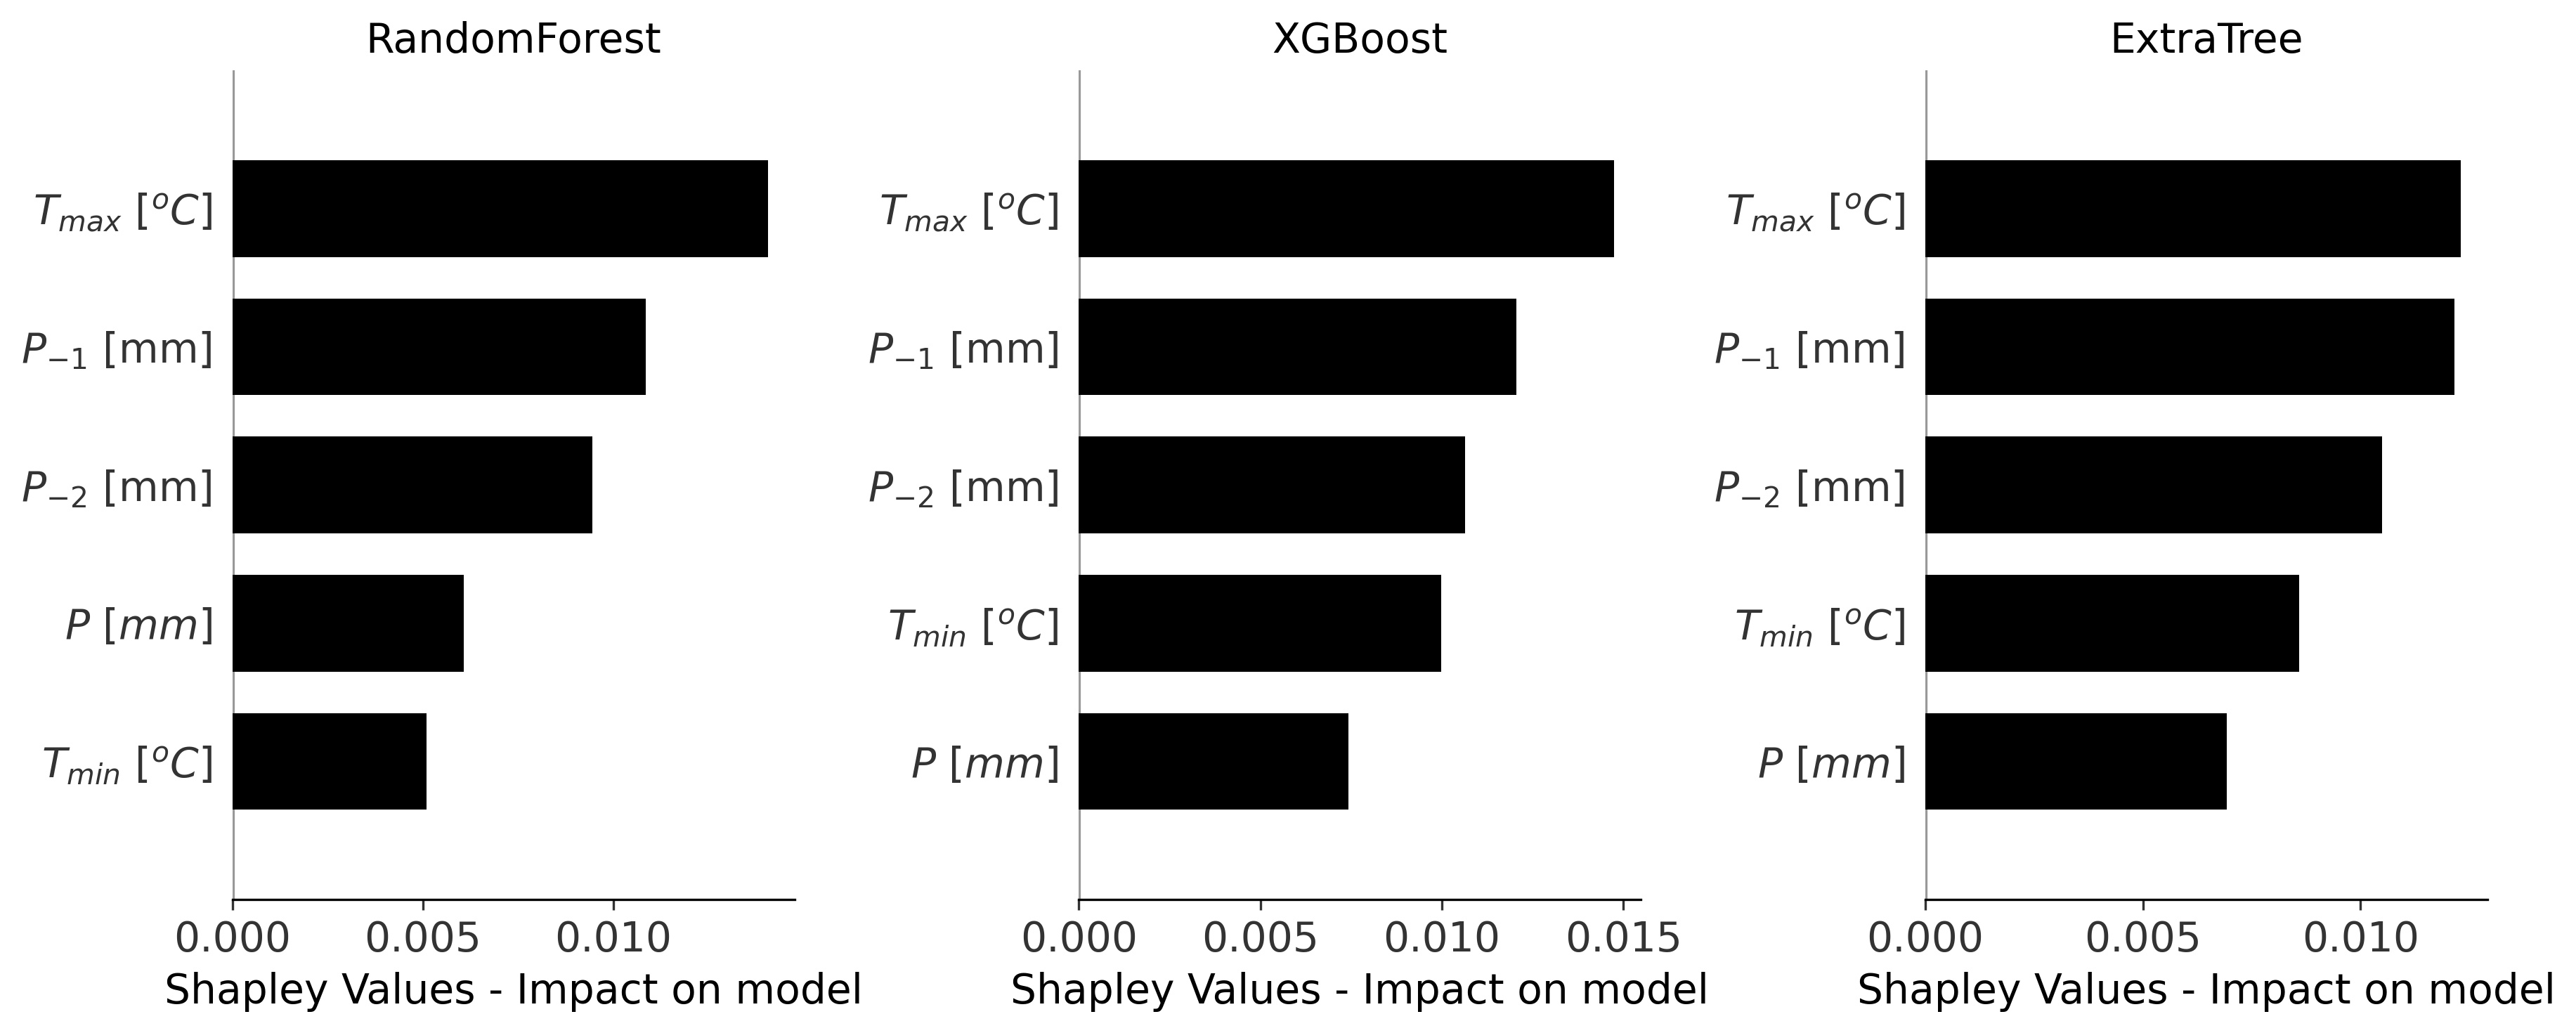 RandomForest
T_max [°C]
P_−1 [mm]
P_−2 [mm]
P [mm]
T_min [°C]
0.000 0.005 0.010
Shapley Values - Impact on model
XGBoost
T_max [°C]
P_−1 [mm]
P_−2 [mm]
T_min [°C]
P [mm]
0.000 0.005 0.010 0.015
Shapley Values - Impact on model
ExtraTree
T_max [°C]
P_−1 [mm]
P_−2 [mm]
T_min [°C]
P [mm]
0.000 0.005 0.010
Shapley Values - Impact on model